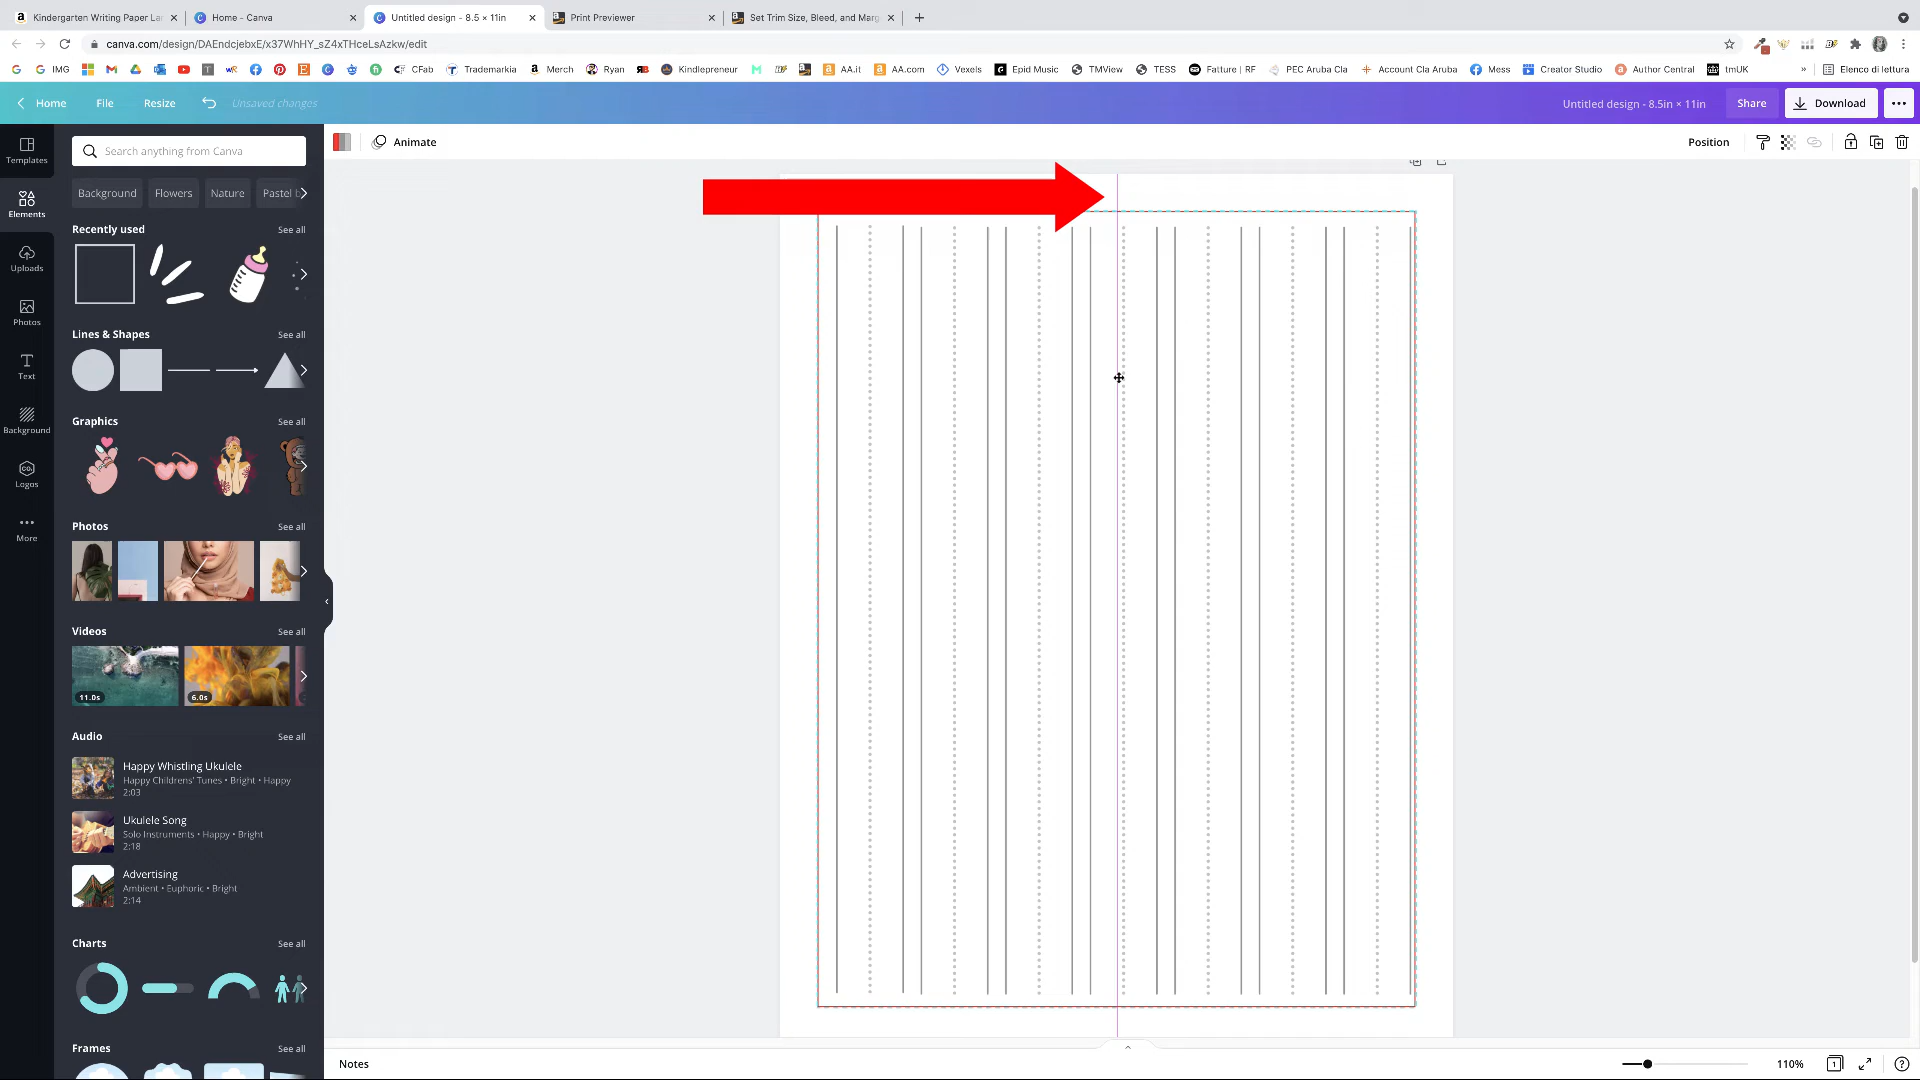 Kindergarten Writing Paper Lan
Home - Canva
Untitled design - 8.5 × 11in
Print Previewer
Set Trim Size, Bleed, and Marg
canva.com/design/DAEndcjebxE/x37WhHY_sZ4xTHceLsAzkw/edit
G IMG
CFab
Trademarkia
Merch
Ryan
Kindlepreneur
AA.it
AA.com
Vexels
Epid Music
TMView
TESS
Fatture | RF
PEC Aruba Cla
Account Cla Aruba
Mess
Creator Studio
Author Central
tmUK
»
Elenco di lettura
Home
File
Resize
Unsaved changes
Untitled design - 8.5in × 11in
Share
Download
Templates
Elements
Uploads
Photos
Text
Background
Logos
More
Search anything from Canva
Background
Flowers
Nature
Pastel b
Recently used
See all
Lines & Shapes
See all
Graphics
See all
Photos
See all
Videos
See all
11.0s
6.0s
Audio
See all
Happy Whistling Ukulele
Happy Childrens' Tunes • Bright • Happy
2:03
Ukulele Song
Solo Instruments • Happy • Bright
2:18
Advertising
Ambient • Euphoric • Bright
2:14
Charts
See all
Frames
See all
Animate
Position
Notes
110%
1
?